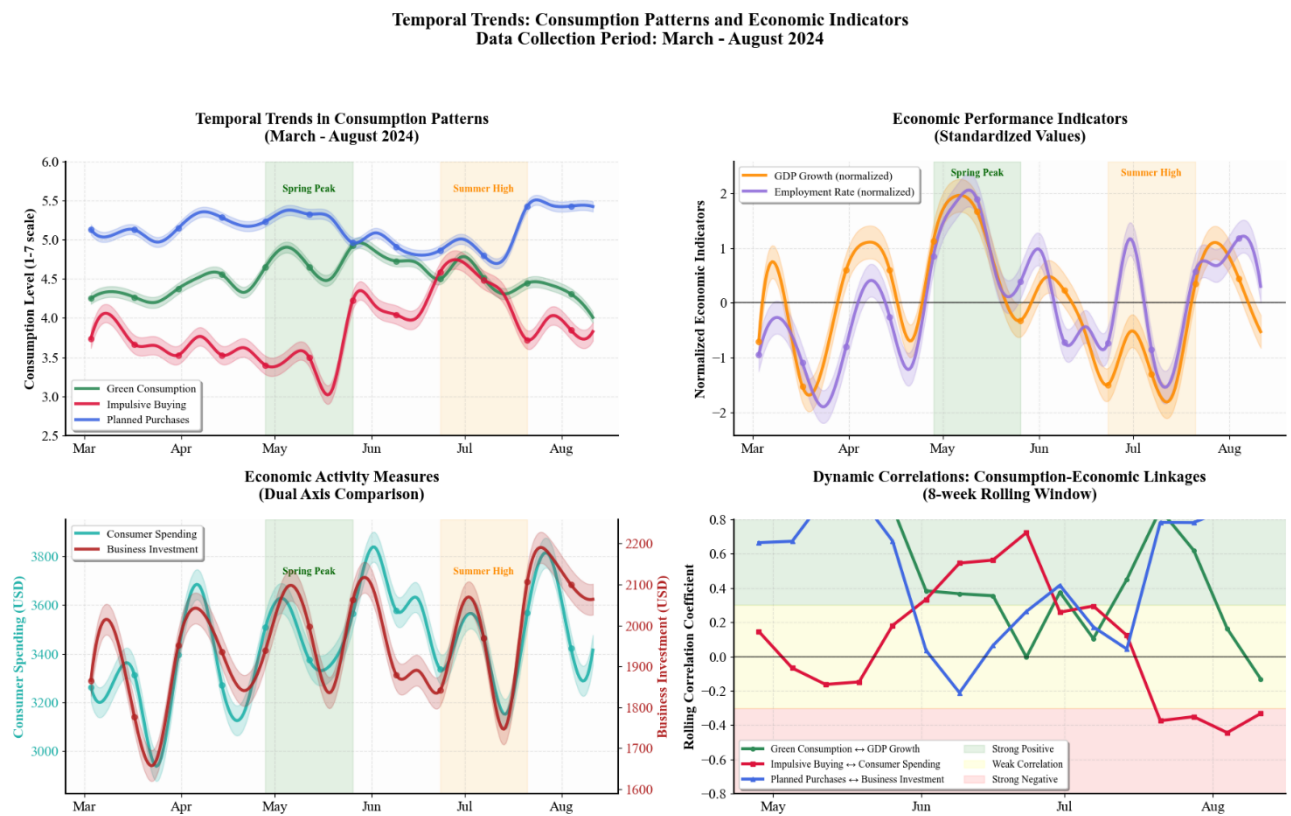 Temporal Trends: Consumption Patterns and Economic Indicators
Data Collection Period: March - August 2024
Temporal Trends in Consumption Patterns
(March - August 2024)
Consumption Level (1-7 scale)
6.0
5.5
5.0
4.5
4.0
3.5
3.0
2.5
Spring Peak
Summer High
Green Consumption
Impulsive Buying
Planned Purchases
Mar
Apr
May
Jun
Jul
Aug
Economic Performance Indicators
(Standardized Values)
Normalized Economic Indicators
2
1
0
−1
−2
GDP Growth (normalized)
Employment Rate (normalized)
Spring Peak
Summer High
Mar
Apr
May
Jun
Jul
Aug
Economic Activity Measures
(Dual Axis Comparison)
Consumer Spending (USD)
3800
3600
3400
3200
3000
Consumer Spending
Business Investment
Spring Peak
Summer High
2200
2100
2000
1900
1800
1700
1600
Business Investment (USD)
Mar
Apr
May
Jun
Jul
Aug
Dynamic Correlations: Consumption-Economic Linkages
(8-week Rolling Window)
Rolling Correlation Coefficient
0.8
0.6
0.4
0.2
0.0
−0.2
−0.4
−0.6
−0.8
Green Consumption ↔ GDP Growth
Impulsive Buying ↔ Consumer Spending
Planned Purchases ↔ Business Investment
Strong Positive
Weak Correlation
Strong Negative
May
Jun
Jul
Aug